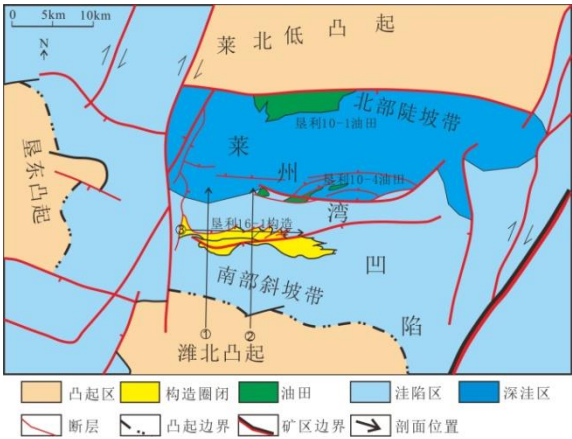 0 5km 10km
N
莱北低凸起
北部陡坡带
垦利10-1油田
莱州湾凹陷
垦利10-4油田
垦东凸起
垦利16-1构造
③
南部斜坡带
① ②
潍北凸起
凸起区 构造圈闭 油田 洼陷区 深洼区
断层 凸起边界 矿区边界 剖面位置